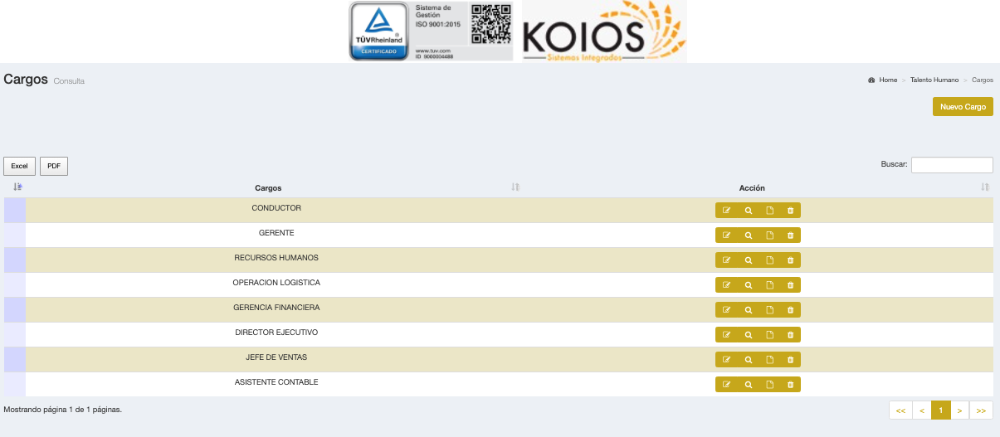 Sistema de
Gestión
ISO 9001:2015
TÜVRheinland
CERTIFICADO
www.tuv.com
ID 9000004488
KOIOS
Sistemas Integrados
Cargos Consulta
Home > Talento Humano > Cargos
Nuevo Cargo
Excel PDF Buscar:
Cargos Acción
CONDUCTOR
GERENTE
RECURSOS HUMANOS
OPERACION LOGISTICA
GERENCIA FINANCIERA
DIRECTOR EJECUTIVO
JEFE DE VENTAS
ASISTENTE CONTABLE
Mostrando página 1 de 1 páginas. << < 1 > >>